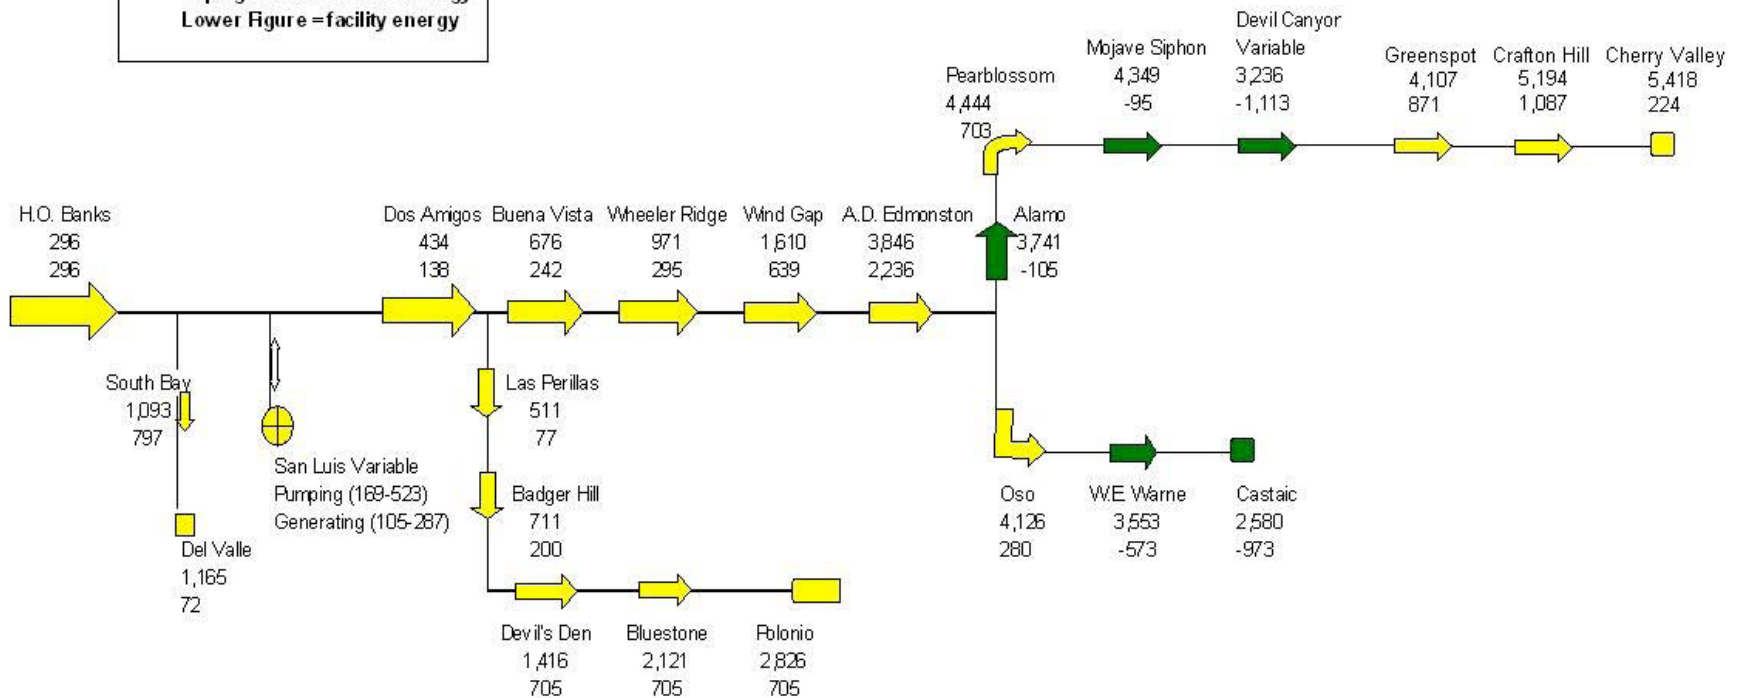 Lower Figure = facility energy
Devil Canyor
Variable
3,236
-1,113
Mojave Siphon
4,349
-95
Pearblossom
4,444
703
Greenspot
4,107
871
Crafton Hill
5,194
1,087
Cherry Valley
5,418
224
H.O. Banks
296
296
Dos Amigos
434
138
Buena Vista
676
242
Wheeler Ridge
971
295
Wind Gap
1,610
639
A.D. Edmonston
3,846
2,236
Alamo
3,741
-105
South Bay
1,093
797
San Luis Variable
Pumping (169-523)
Generating (105-287)
Del Valle
1,165
72
Las Perillas
511
77
Badger Hill
711
200
Devil's Den
1,416
705
Bluestone
2,121
705
Polonio
2,826
705
Oso
4,126
280
W.E. Warne
3,553
-573
Castaic
2,580
-973